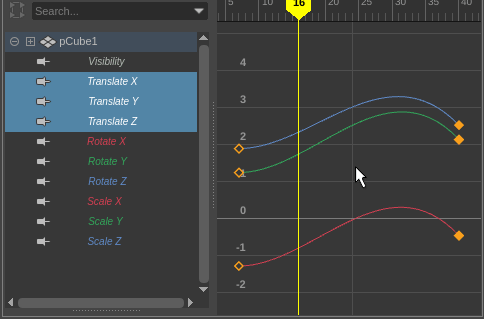 Search...
5 10 16 20 25 30 35 40
pCube1
Visibility
Translate X
Translate Y
Translate Z
Rotate X
Rotate Y
Rotate Z
Scale X
Scale Y
Scale Z
4
3
2
1
0
-1
-2